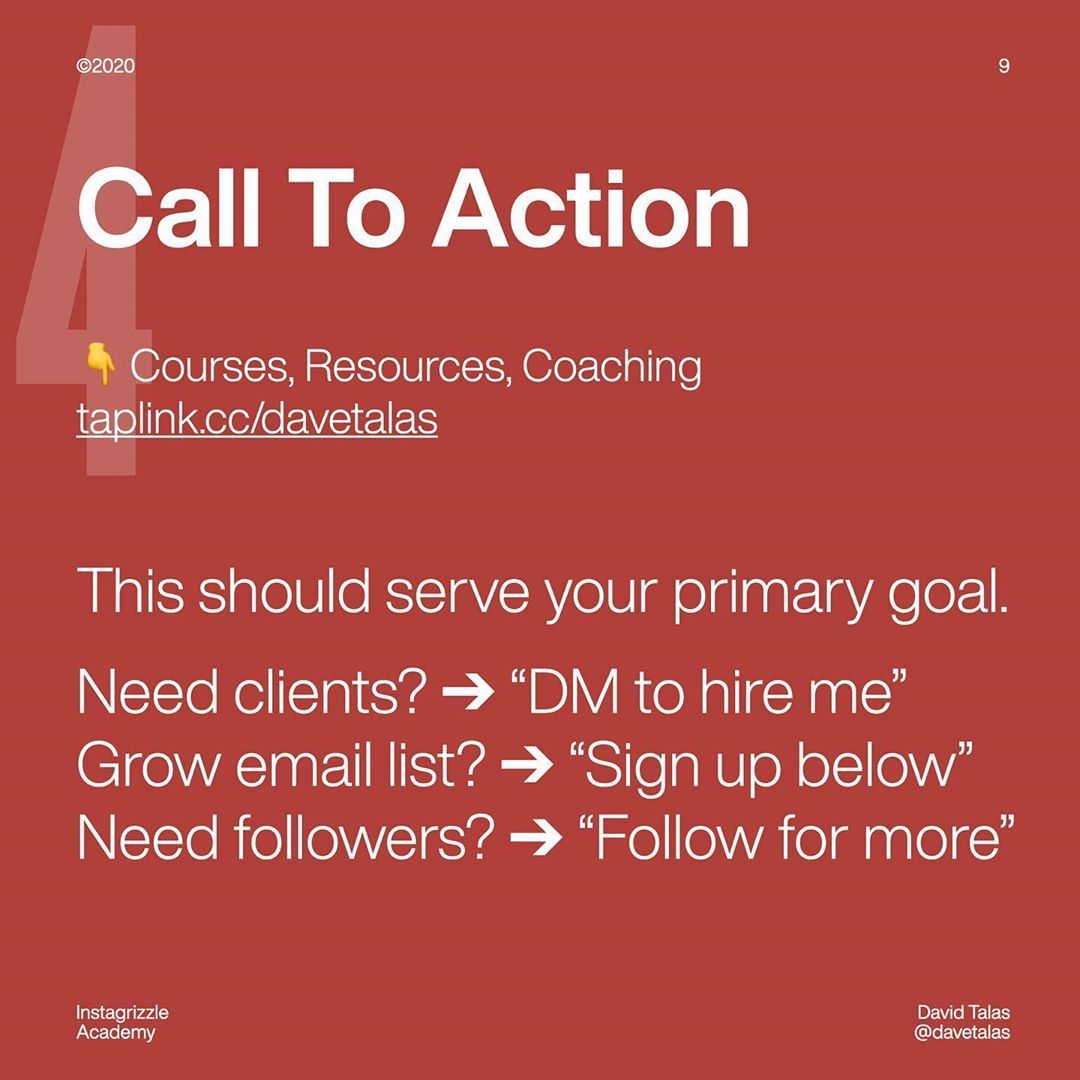 ©2020
9
4
Call To Action
👇 Courses, Resources, Coaching
taplink.cc/davetalas
This should serve your primary goal.
Need clients? ➔ “DM to hire me”
Grow email list? ➔ “Sign up below”
Need followers? ➔ “Follow for more”
Instagrizzle
Academy
David Talas
@davetalas